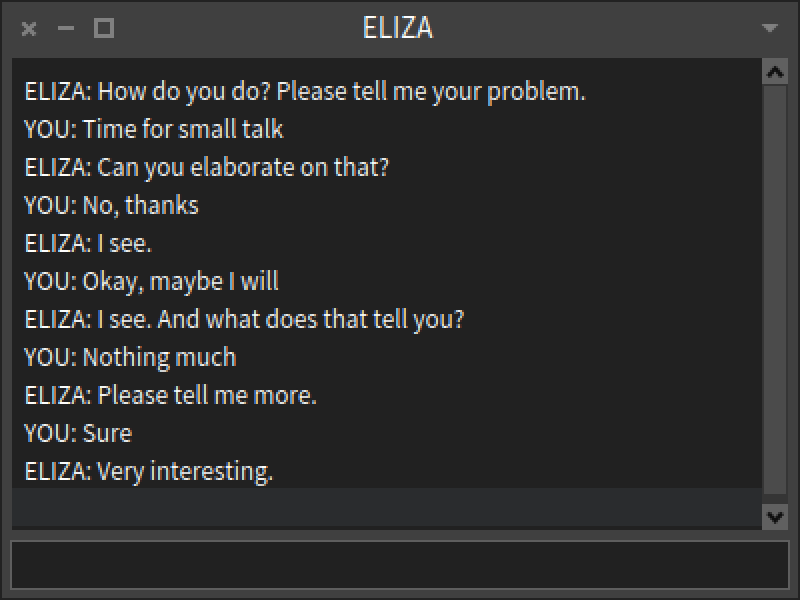 ELIZA
ELIZA: How do you do? Please tell me your problem.
YOU: Time for small talk
ELIZA: Can you elaborate on that?
YOU: No, thanks
ELIZA: I see.
YOU: Okay, maybe I will
ELIZA: I see. And what does that tell you?
YOU: Nothing much
ELIZA: Please tell me more.
YOU: Sure
ELIZA: Very interesting.